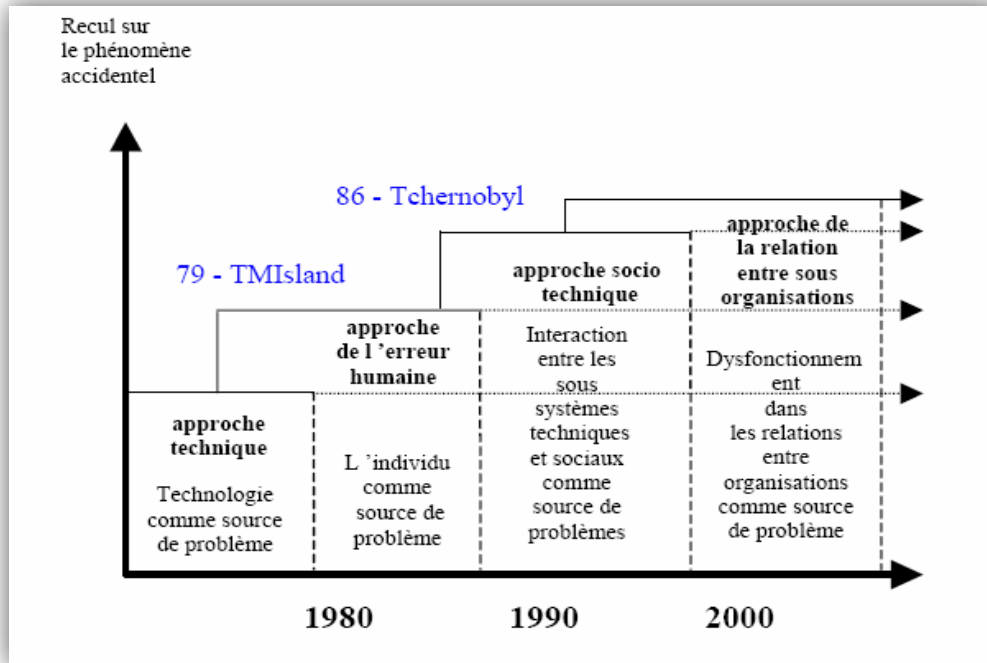 Recul sur
le phénomène
accidentel
86 - Tchernobyl
79 - TMIsland
approche
technique
Technologie
comme source
de problème
approche
de l ’erreur
humaine
L ’individu
comme
source de
problème
approche socio
technique
Interaction
entre les
sous
systèmes
techniques
et sociaux
comme
source de
problèmes
approche de
la relation
entre sous
organisations
Dysfonctionnem
ent
dans
les relations
entre
organisations
comme source
de problème
1980
1990
2000